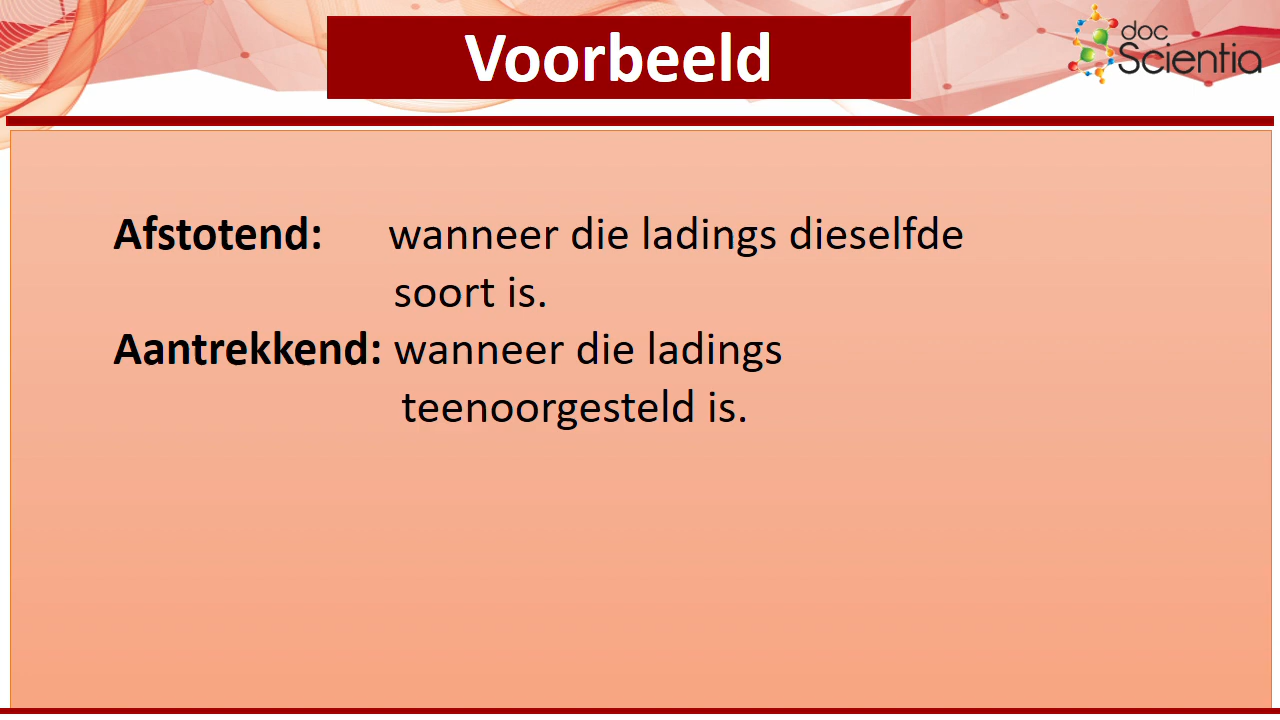 Voorbeeld
doc
Scientia
Afstotend: wanneer die ladings dieselfde
soort is.
Aantrekkend: wanneer die ladings
teenoorgesteld is.